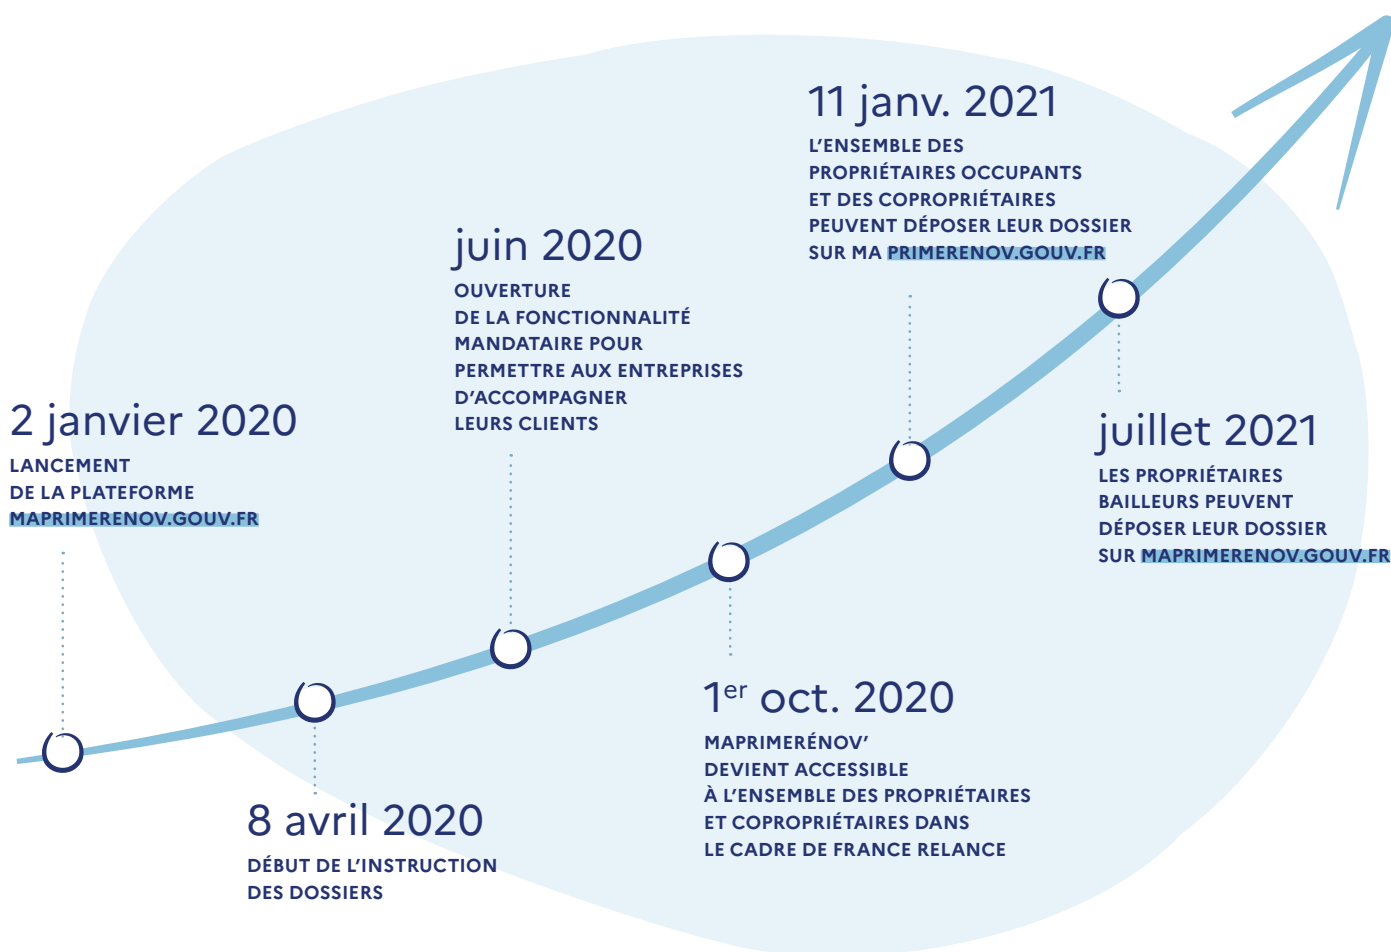 2 janvier 2020
LANCEMENT
DE LA PLATEFORME
MAPRIMERENOV.GOUV.FR
8 avril 2020
DÉBUT DE L'INSTRUCTION
DES DOSSIERS
juin 2020
OUVERTURE
DE LA FONCTIONNALITÉ
MANDATAIRE POUR
PERMETTRE AUX ENTREPRISES
D'ACCOMPAGNER
LEURS CLIENTS
1er oct. 2020
MAPRIMERÉNOV'
DEVIENT ACCESSIBLE
À L'ENSEMBLE DES PROPRIÉTAIRES
ET COPROPRIÉTAIRES DANS
LE CADRE DE FRANCE RELANCE
11 janv. 2021
L'ENSEMBLE DES
PROPRIÉTAIRES OCCUPANTS
ET DES COPROPRIÉTAIRES
PEUVENT DÉPOSER LEUR DOSSIER
SUR MA PRIMERENOV.GOUV.FR
juillet 2021
LES PROPRIÉTAIRES
BAILLEURS PEUVENT
DÉPOSER LEUR DOSSIER
SUR MAPRIMERENOV.GOUV.FR